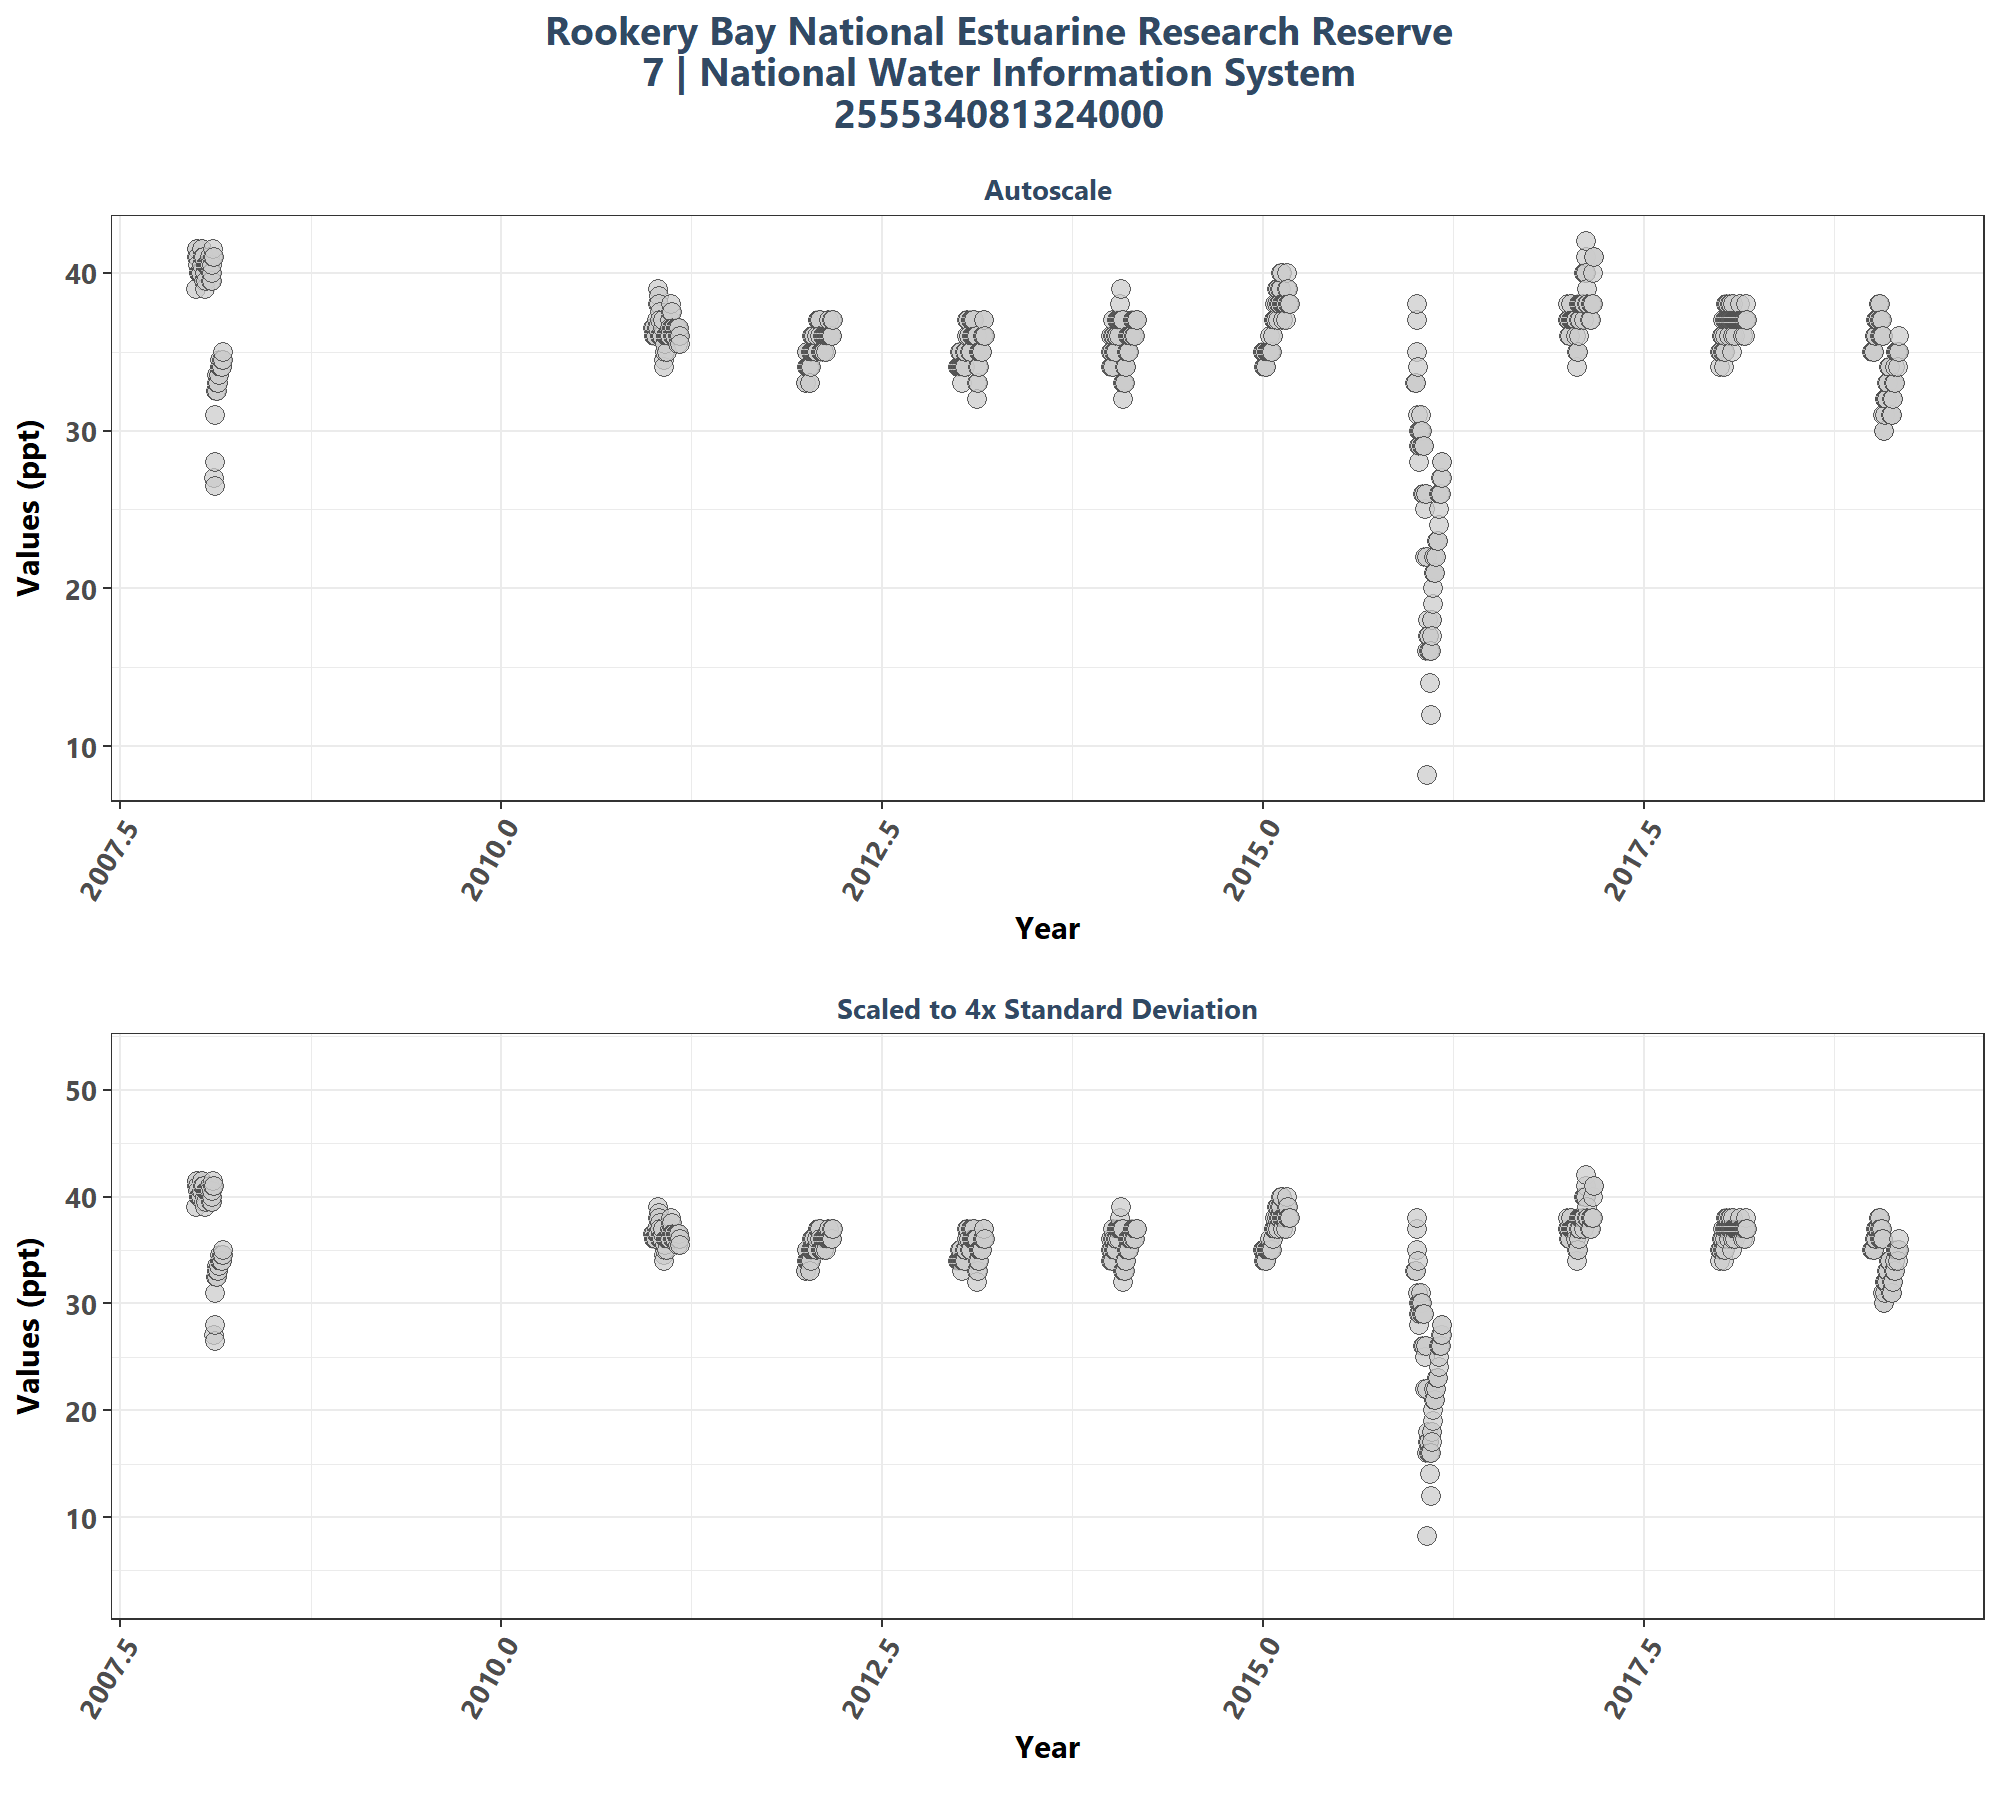 Rookery Bay National Estuarine Research Reserve
7 | National Water Information System
255534081324000
Autoscale
Values (ppt)
40
30
20
10
2007.5
2010.0
2012.5
2015.0
2017.5
Year
Scaled to 4x Standard Deviation
Values (ppt)
50
40
30
20
10
2007.5
2010.0
2012.5
2015.0
2017.5
Year